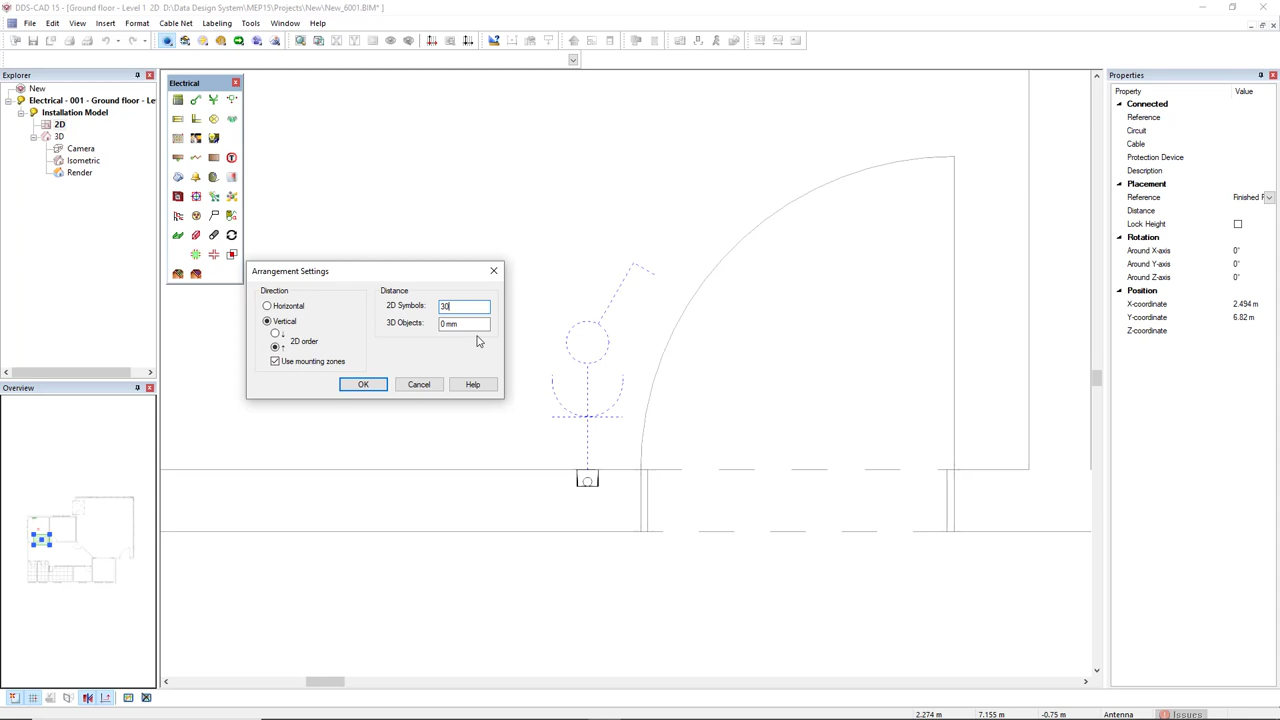 DDS-CAD 15 - [Ground floor - Level 1 2D D:\Data Design System\MEP15\Projects\New\New_6001.BIM* ]
File Edit View Insert Format Cable Net Labeling Tools Window Help
Explorer
New
Electrical - 001 - Ground floor - Le
Installation Model
2D
3D
Camera
Isometric
Render
Overview
Electrical
Arrangement Settings
Direction
Horizontal
Vertical
2D order
Use mounting zones
Distance
2D Symbols: 30
3D Objects: 0 mm
OK Cancel Help
Properties
Property Value
Connected
Reference
Circuit
Cable
Protection Device
Description
Placement
Reference Finished F
Distance
Lock Height
Rotation
Around X-axis 0°
Around Y-axis 0°
Around Z-axis 0°
Position
X-coordinate 2.494 m
Y-coordinate 6.82 m
Z-coordinate
2.274 m 7.155 m -0.75 m Antenna Issues